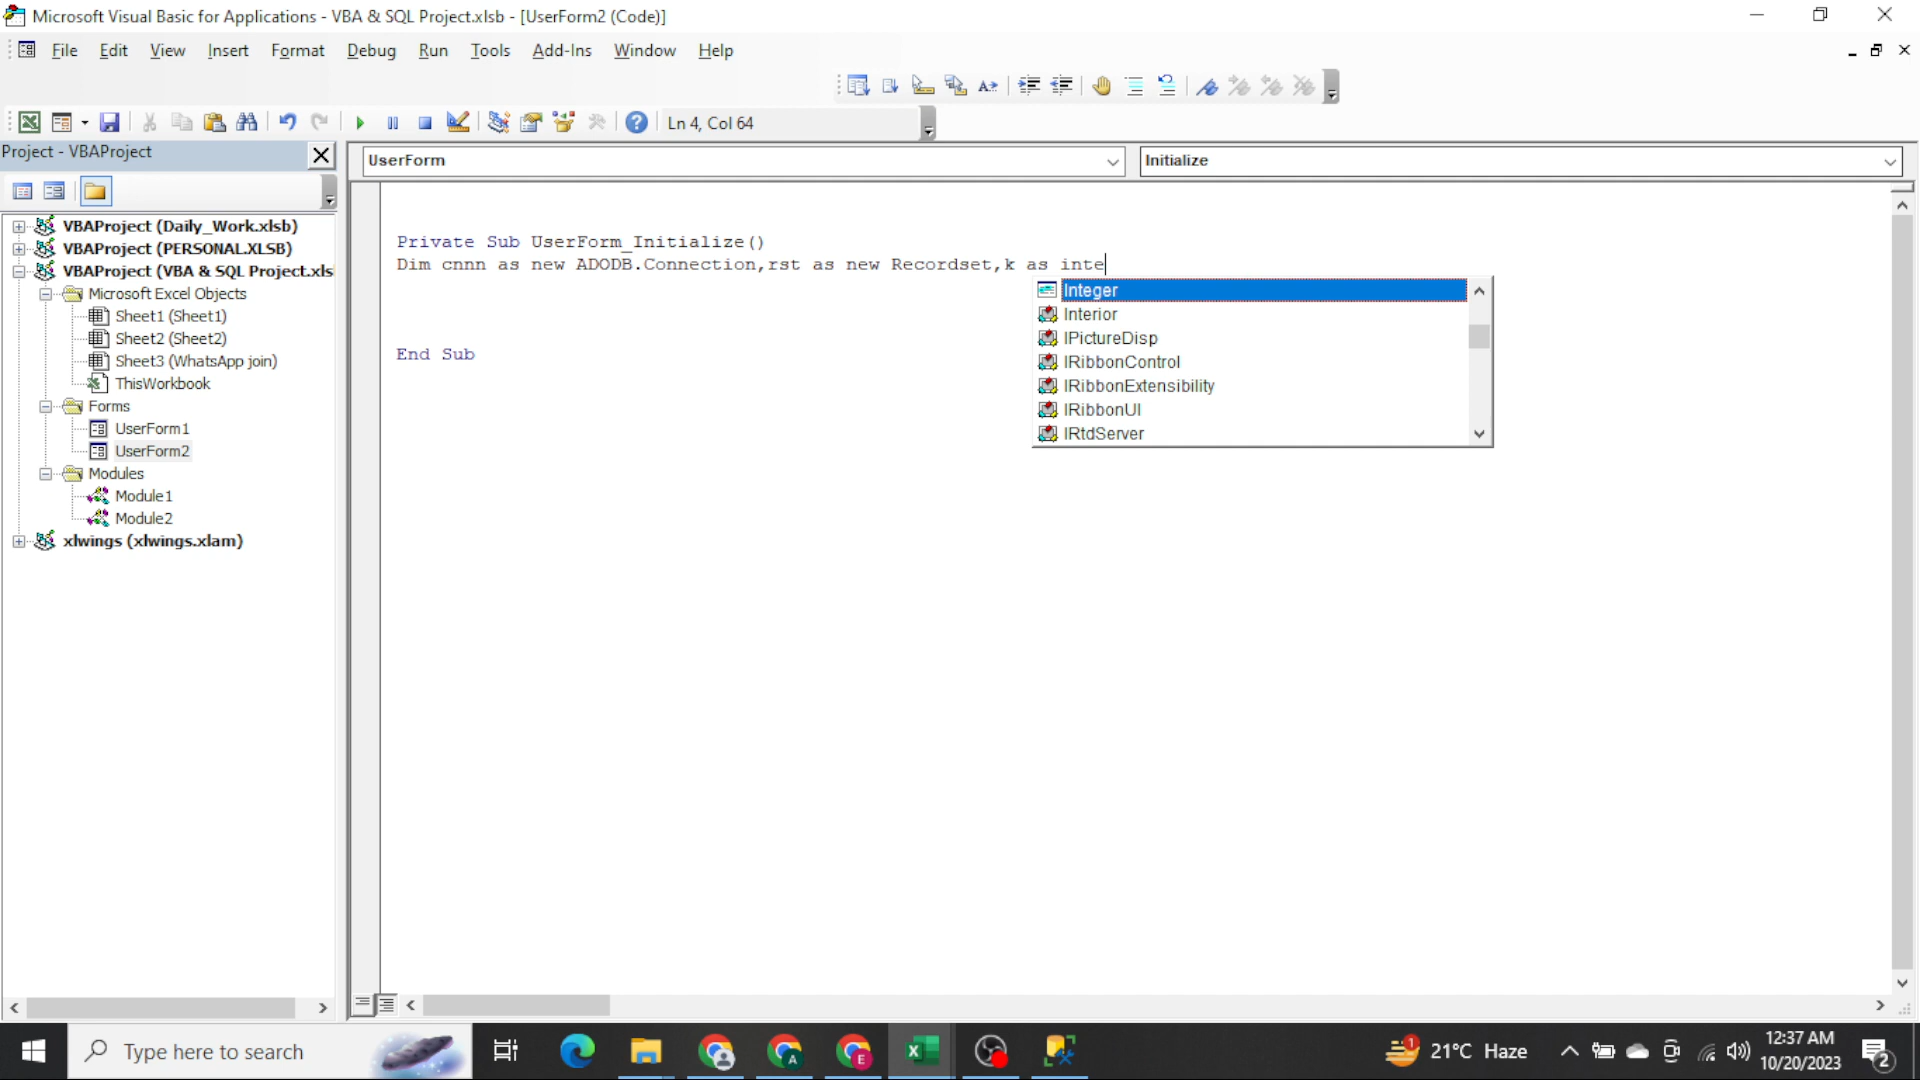 Microsoft Visual Basic for Applications - VBA & SQL Project.xlsb - [UserForm2 (Code)]
File Edit View Insert Format Debug Run Tools Add-Ins Window Help
Ln 4, Col 64
Project - VBAProject
UserForm
Initialize
VBAProject (Daily_Work.xlsb)
VBAProject (PERSONAL.XLSB)
VBAProject (VBA & SQL Project.xls
Microsoft Excel Objects
Sheet1 (Sheet1)
Sheet2 (Sheet2)
Sheet3 (WhatsApp join)
ThisWorkbook
Forms
UserForm1
UserForm2
Modules
Module1
Module2
xlwings (xlwings.xlam)
Private Sub UserForm_Initialize()
Dim cnnn as new ADODB.Connection,rst as new Recordset,k as inte
Integer
Interior
IPictureDisp
IRibbonControl
IRibbonExtensibility
IRibbonUI
IRtdServer
End Sub
Type here to search
A
E
1
21°C Haze
12:37 AM
10/20/2023
2